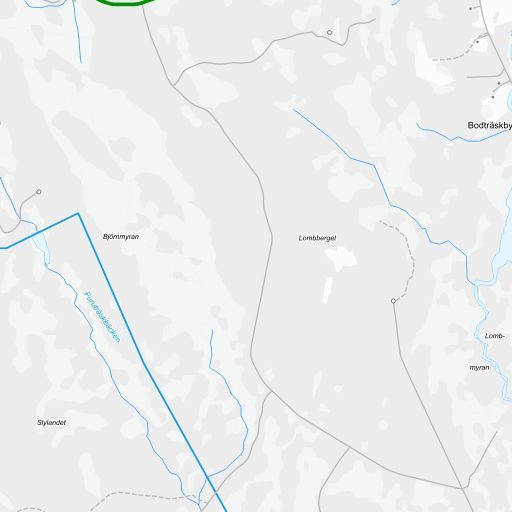 Bodträskby
Björnmyran
Lombberget
Furuträskbäcken
Lomb-
myran
Slylandet